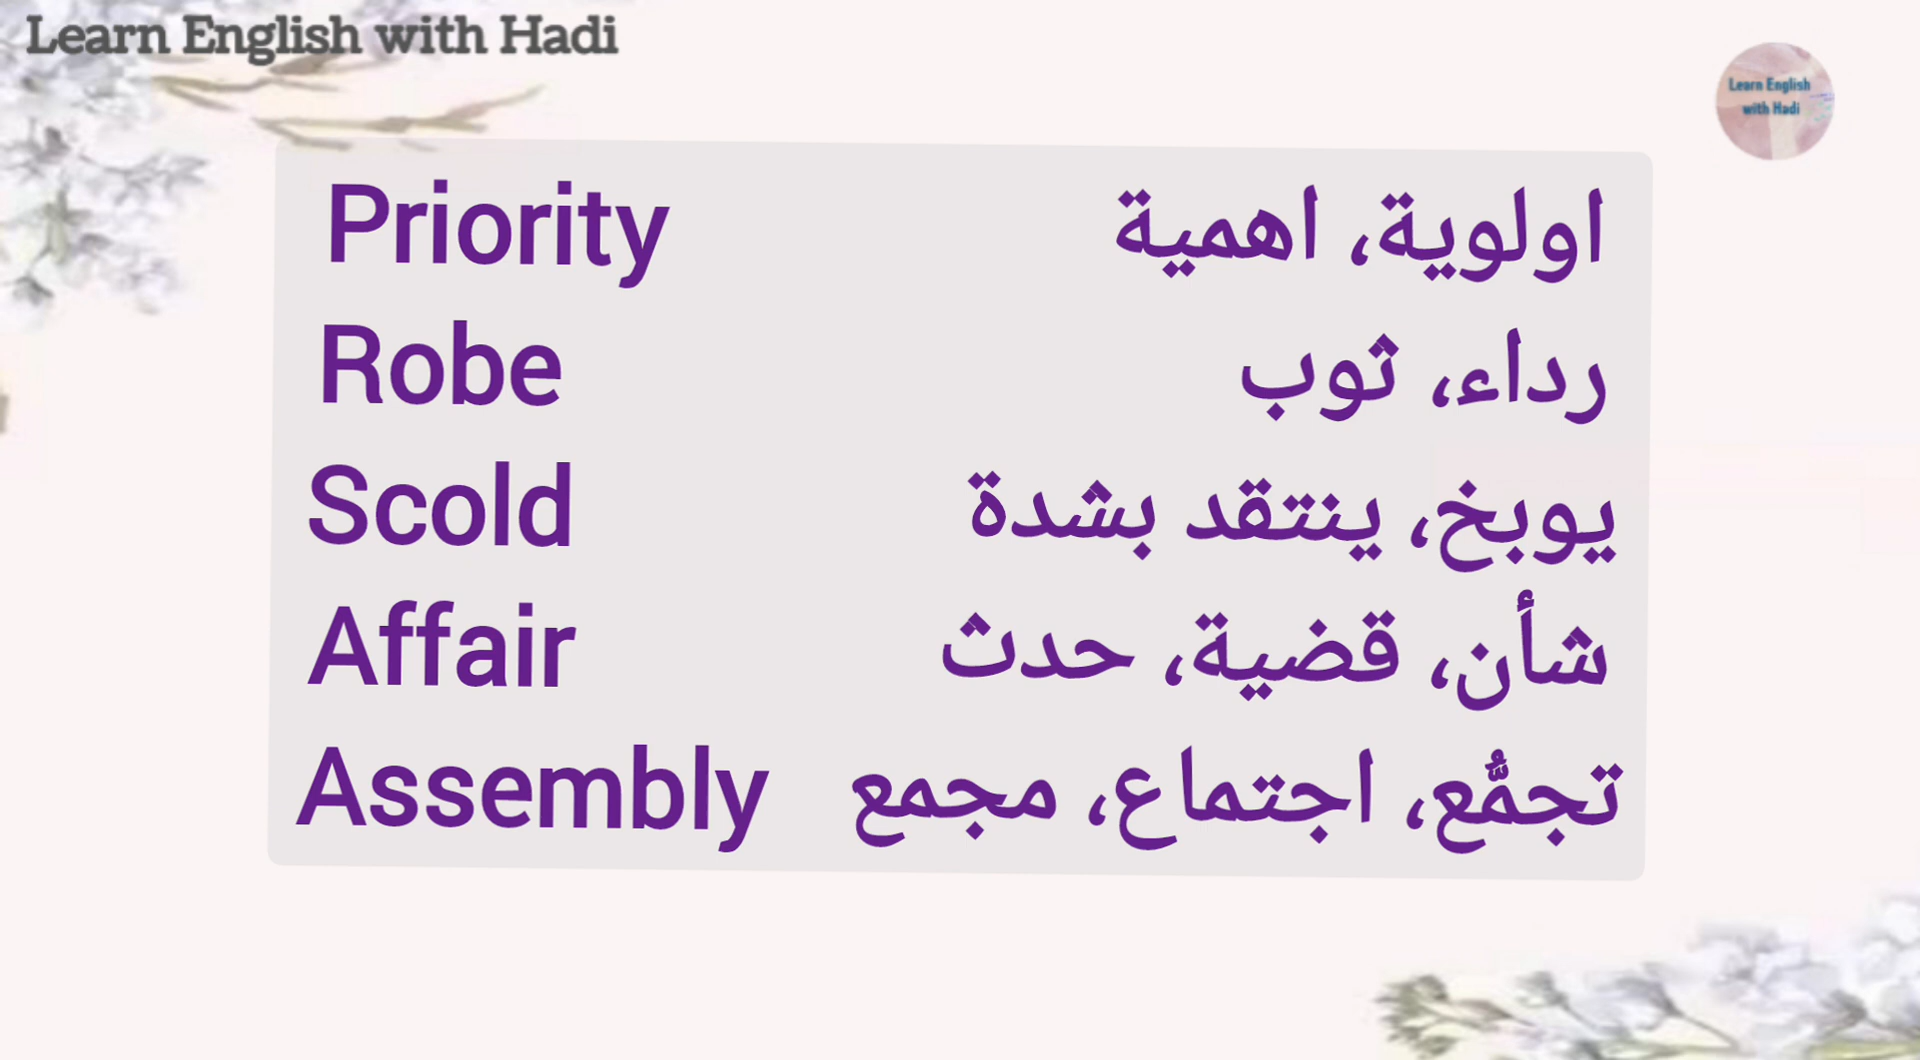 Learn English with Hadi
Learn English
with Hadi
Priority اولوية، اهمية
Robe رداء، ثوب
Scold يوبخ، ينتقد بشدة
Affair شأن، قضية، حدث
Assembly تجمُّع، اجتماع، مجمع